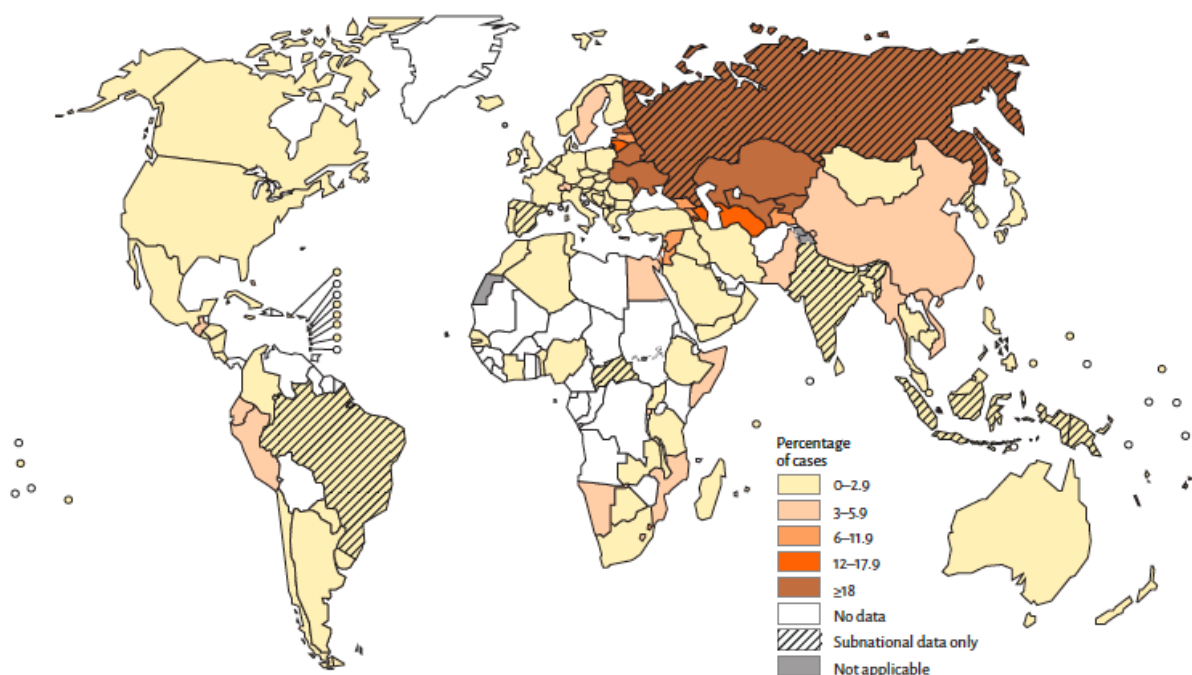 Percentage
of cases
0–2.9
3–5.9
6–11.9
12–17.9
≥18
No data
Subnational data only
Not applicable